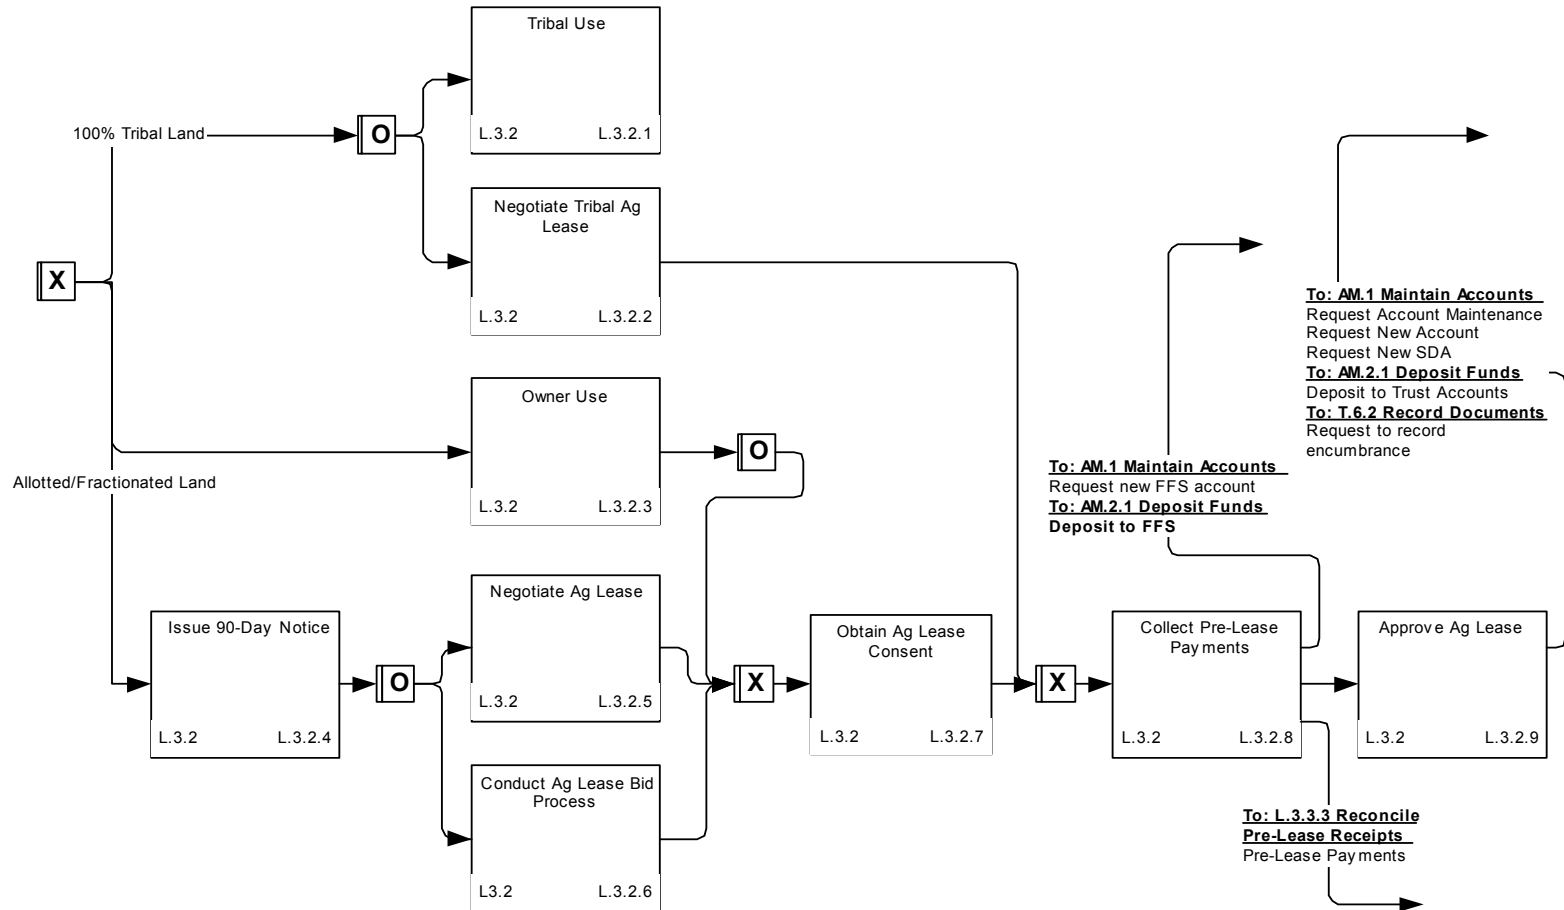 Tribal Use
L.3.2 L.3.2.1
100% Tribal Land
O
Negotiate Tribal Ag
Lease
L.3.2 L.3.2.2
X
To: AM.1 Maintain Accounts
Request Account Maintenance
Request New Account
Request New SDA
To: AM.2.1 Deposit Funds
Deposit to Trust Accounts
To: T.6.2 Record Documents
Request to record
encumbrance
Owner Use
L.3.2 L.3.2.3
O
Allotted/Fractionated Land
To: AM.1 Maintain Accounts
Request new FFS account
To: AM.2.1 Deposit Funds
Deposit to FFS
Issue 90-Day Notice
L.3.2 L.3.2.4
O
Negotiate Ag Lease
L.3.2 L.3.2.5
X
Obtain Ag Lease
Consent
L.3.2 L.3.2.7
X
Collect Pre-Lease
Payments
L.3.2 L.3.2.8
Approve Ag Lease
L.3.2 L.3.2.9
Conduct Ag Lease Bid
Process
L3.2 L.3.2.6
To: L.3.3.3 Reconcile
Pre-Lease Receipts
Pre-Lease Payments